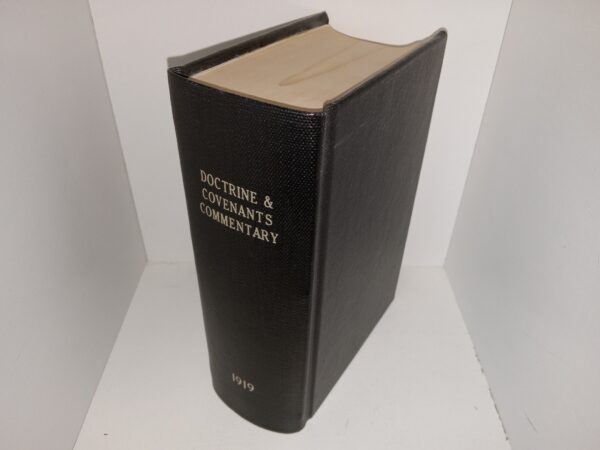 DOCTRINE &
COVENANTS
COMMENTARY
1919